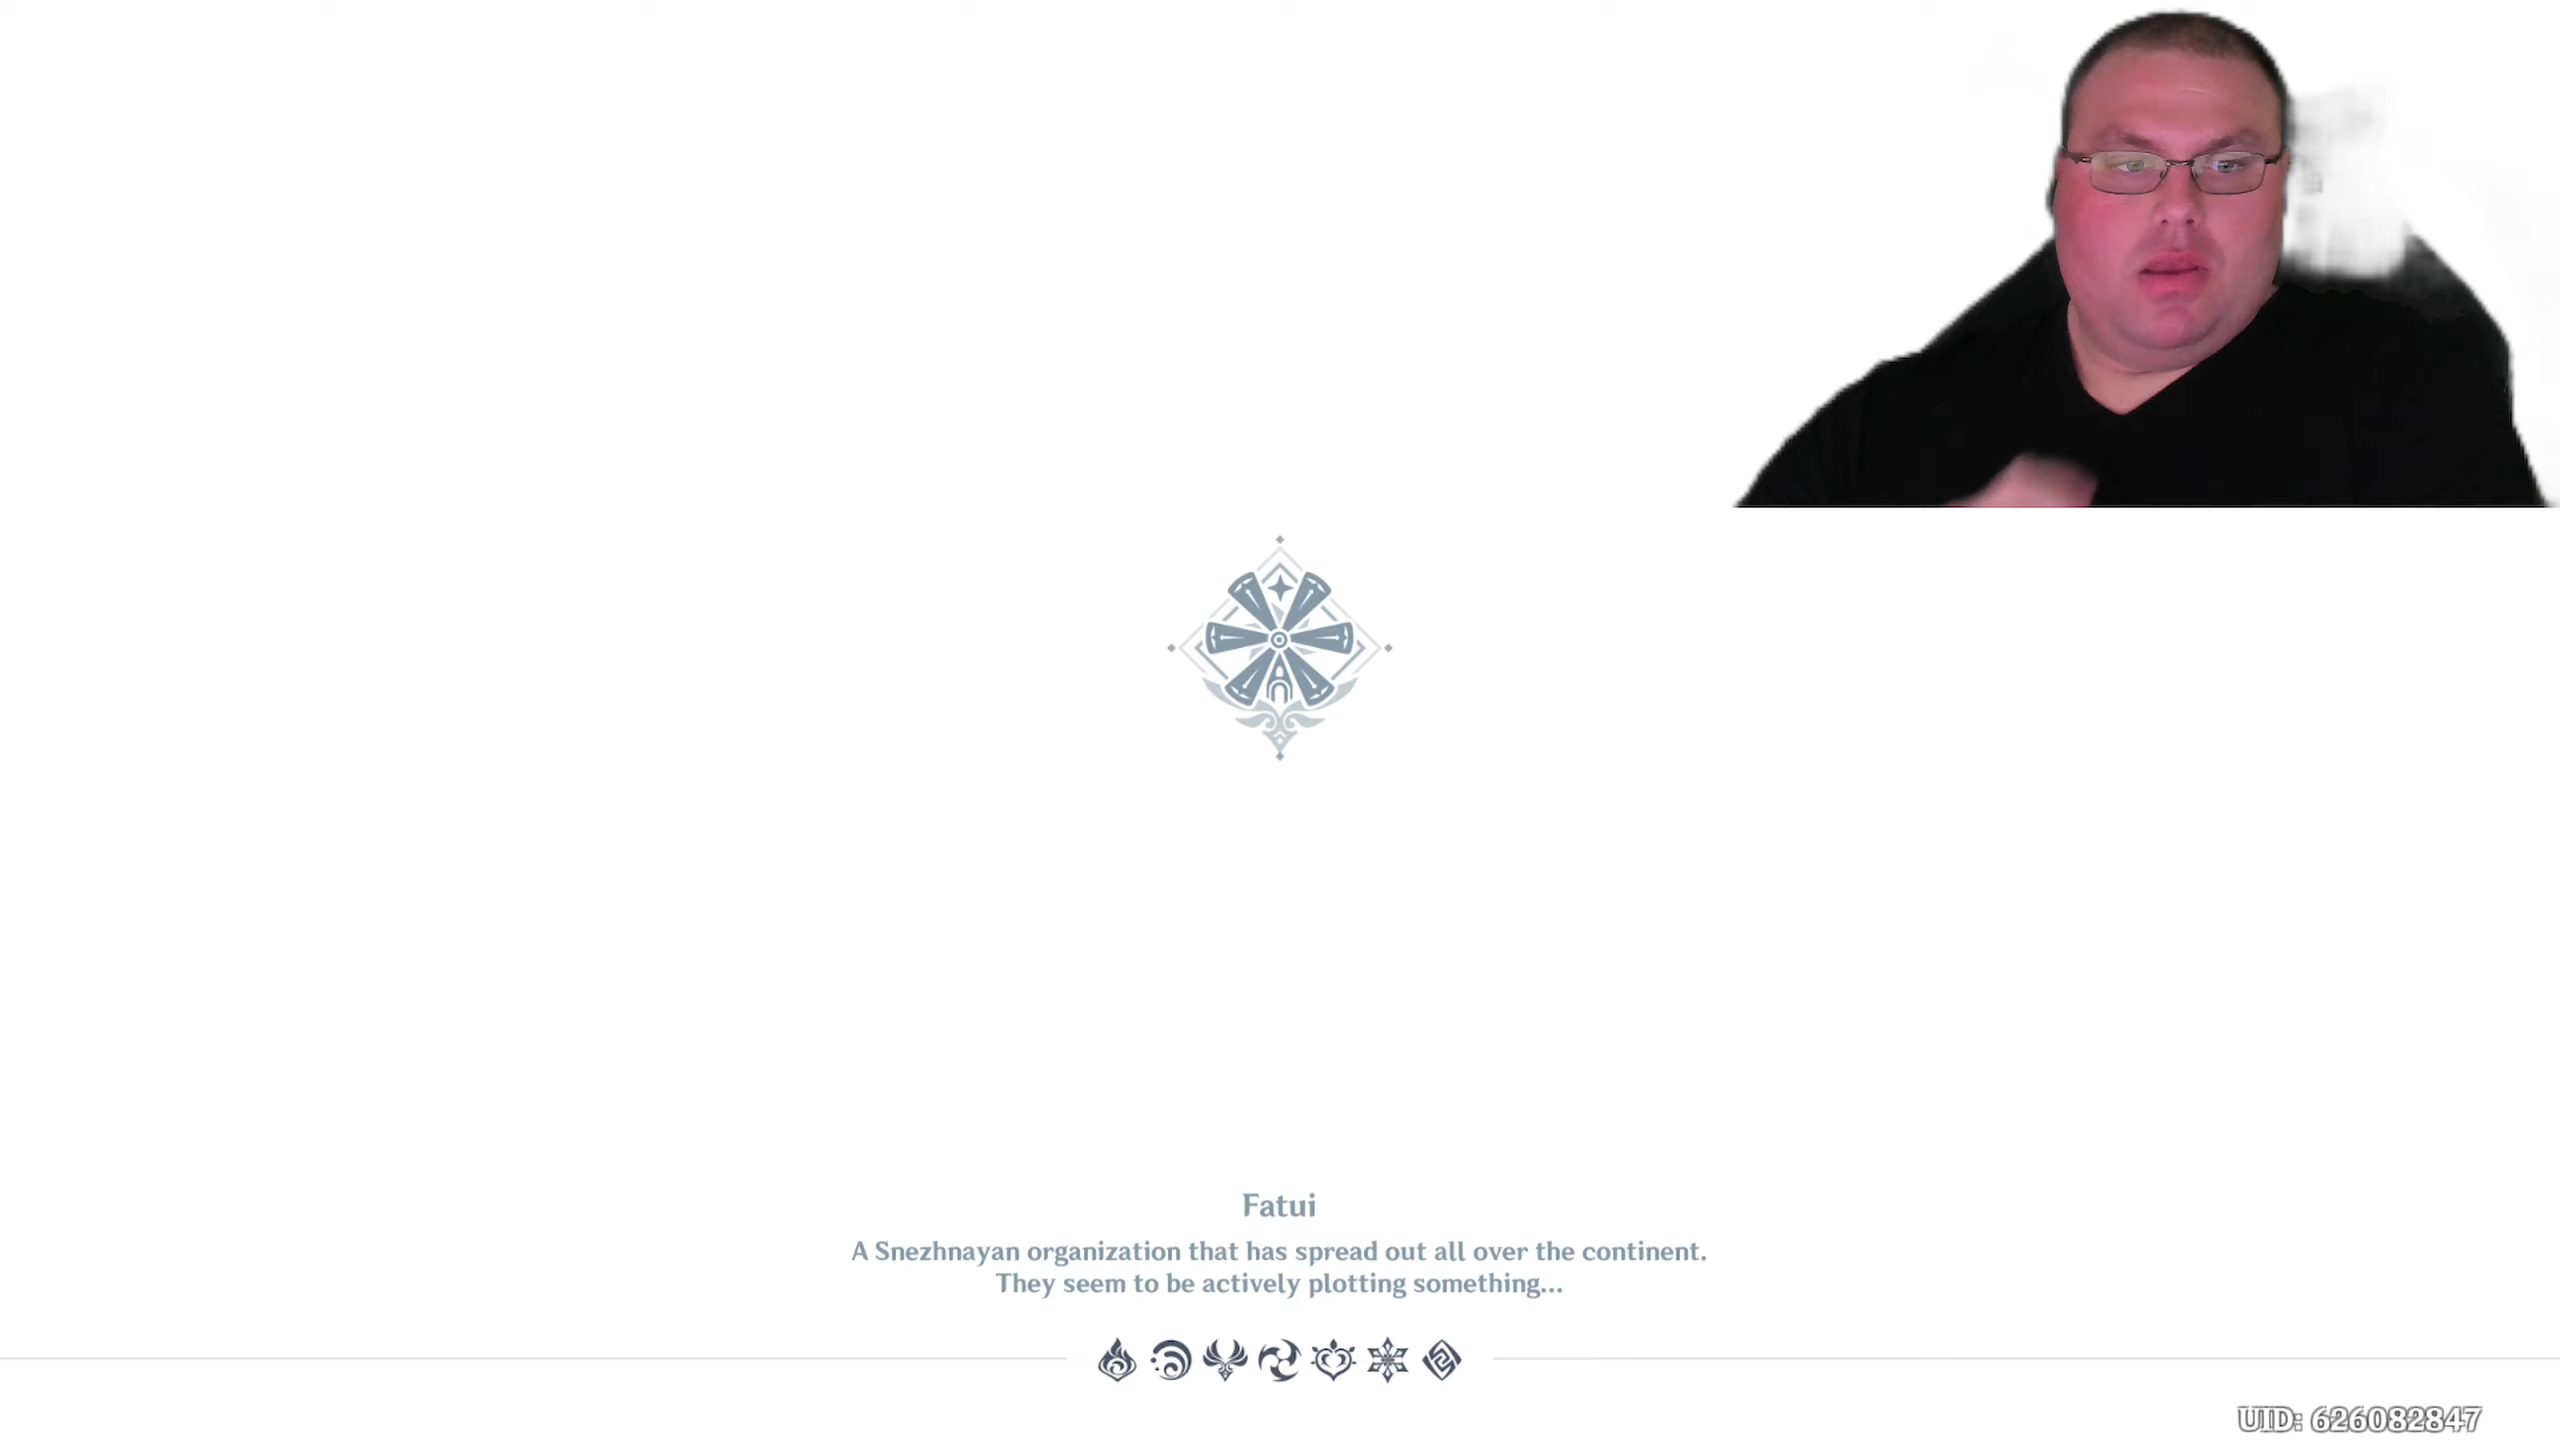 Fatui
A Snezhnayan organization that has spread out all over the continent.
They seem to be actively plotting something...
UID: 626082847